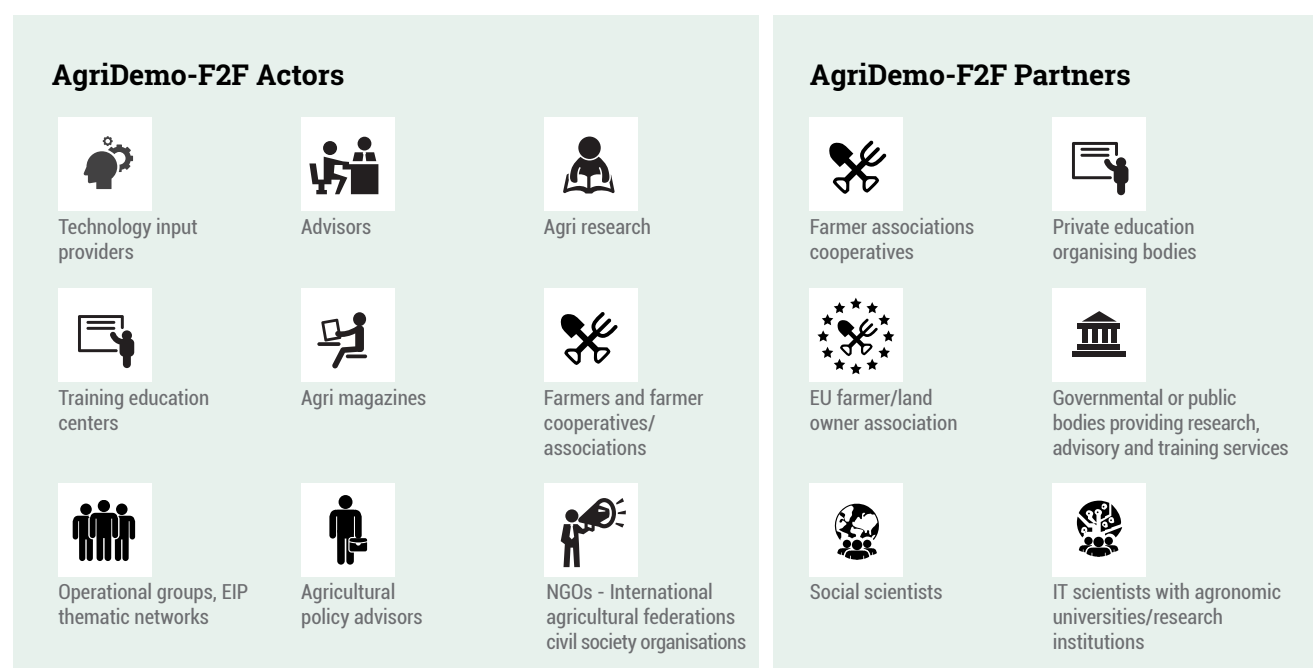 AgriDemo-F2F Actors
Technology input
providers
Advisors
Agri research
Training education
centers
Agri magazines
Farmers and farmer
cooperatives/
associations
Operational groups, EIP
thematic networks
Agricultural
policy advisors
NGOs - International
agricultural federations
civil society organisations
AgriDemo-F2F Partners
Farmer associations
cooperatives
Private education
organising bodies
EU farmer/land
owner association
Governmental or public
bodies providing research,
advisory and training services
Social scientists
IT scientists with agronomic
universities/research
institutions